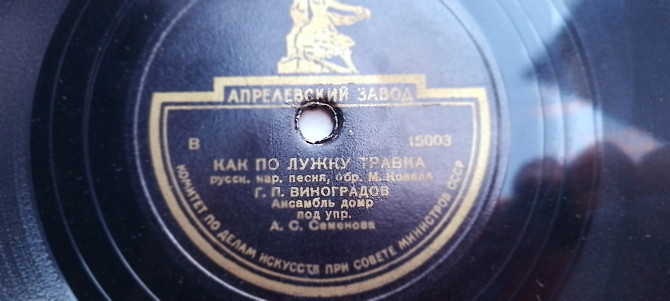 АПРЕЛЕВСКИЙ ЗАВОД
В 15003
КАК ПО ЛУЖКУ ТРАВКА
русск. нар. песня, обр. М. Коваля
Г. П. ВИНОГРАДОВ
Ансамбль домр
под упр.
А. С. Семенова
КОМИТЕТ ПО ДЕЛАМ ИСКУССТВ ПРИ СОВЕТЕ МИНИСТРОВ СССР